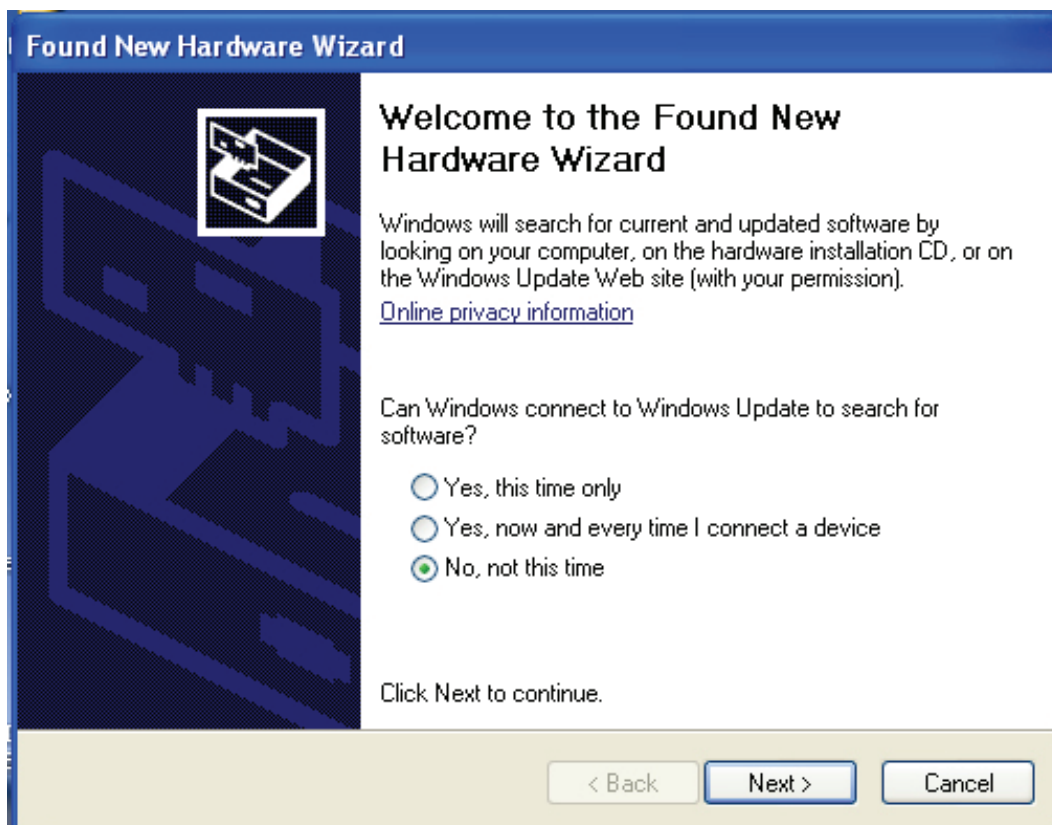 Found New Hardware Wizard
Welcome to the Found New
Hardware Wizard
Windows will search for current and updated software by
looking on your computer, on the hardware installation CD, or on
the Windows Update Web site (with your permission).
Online privacy information
Can Windows connect to Windows Update to search for
software?
Yes, this time only
Yes, now and every time I connect a device
No, not this time
Click Next to continue.
< Back
Next >
Cancel